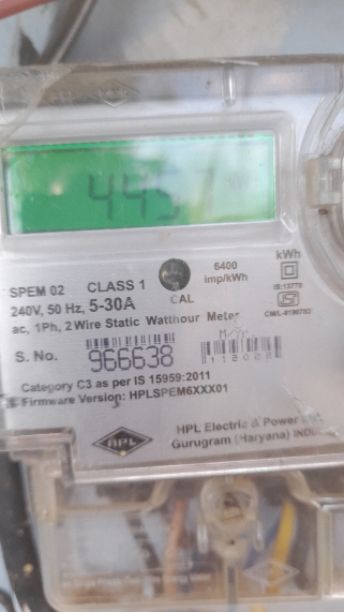 4457
kWh
SPEM 02 CLASS 1
6400
imp/kWh
240V, 50 Hz, 5-30A
CAL
IS:13779
ac, 1Ph, 2 Wire Static Watthour Meter
M/Yr.
S. No. 966638
Category C3 as per IS 15959:2011
Firmware Version: HPLSPEM6XXX01
HPL Electric & Power
HPL
Gurugram (Haryana)